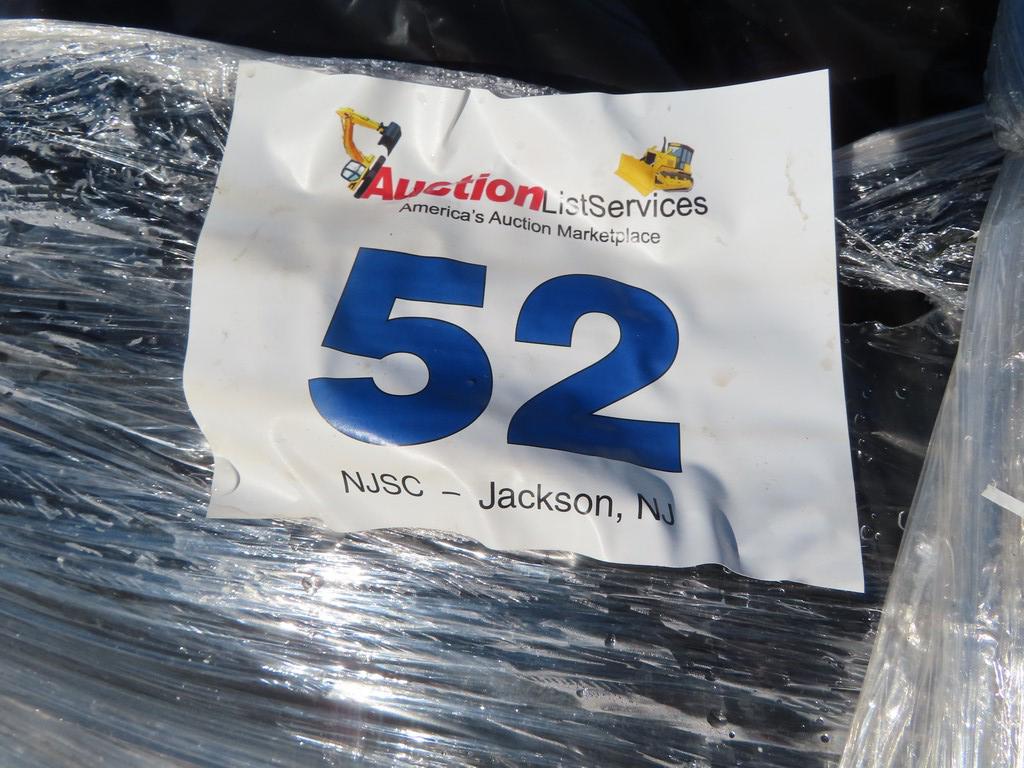 AuctionListServices
America's Auction Marketplace
52
NJSC – Jackson, NJ